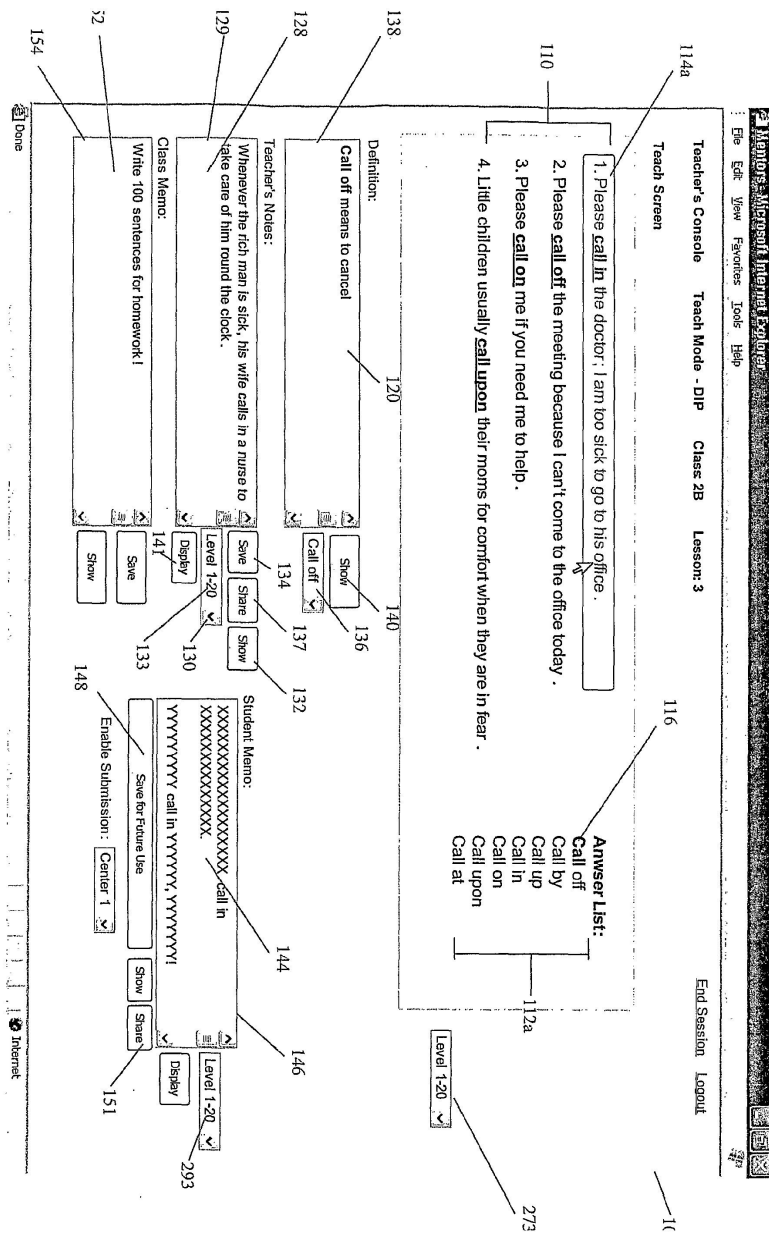 Mentors - Microsoft Internet Explorer
File Edit View Favorites Tools Help
Teacher's Console Teach Mode - DIP Class: 2B Lesson: 3 End Session Logout
Teach Screen
114a
110
1. Please call in the doctor ; I am too sick to go to his office .
2. Please call off the meeting because I can't come to the office today .
3. Please call on me if you need me to help .
4. Little children usually call upon their moms for comfort when they are in fear .
116
Anwser List:
Call off
Call by
Call up
Call in
Call on
Call upon
Call at
112a
Level 1-20
273
138
Definition:
Call off means to cancel
120
Show
140
Call off
136
128
129
Teacher's Notes:
Whenever the rich man is sick, his wife calls in a nurse to
take care of him round the clock .
Save
134
Share
137
Show
132
Level 1-20
130
133
Display
141
154
Class Memo:
Write 100 sentences for homework !
Save
Show
Student Memo:
XXXXXXXXXXXXXXXXXXXX call in
XXXXXXXXXXXXXX.
YYYYYYYYYY call in YYYYYYY, YYYYYYYY!
144
146
Level 1-20
293
Display
148
Save for Future Use
Show
Share
151
Enable Submission : Center 1
Done
Internet